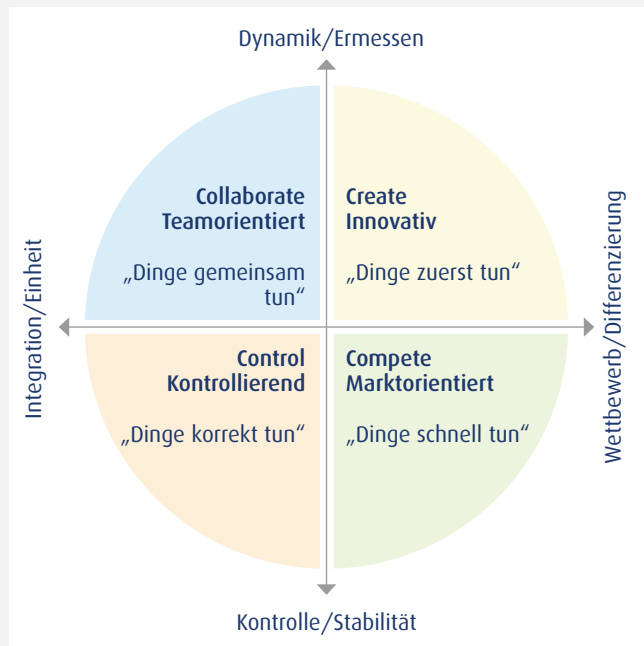 Dynamik/Ermessen
Collaborate
Teamorientiert
„Dinge gemeinsam
tun“
Create
Innovativ
„Dinge zuerst tun“
Integration/Einheit
Wettbewerb/Differenzierung
Control
Kontrollierend
„Dinge korrekt tun“
Compete
Marktorientiert
„Dinge schnell tun“
Kontrolle/Stabilität